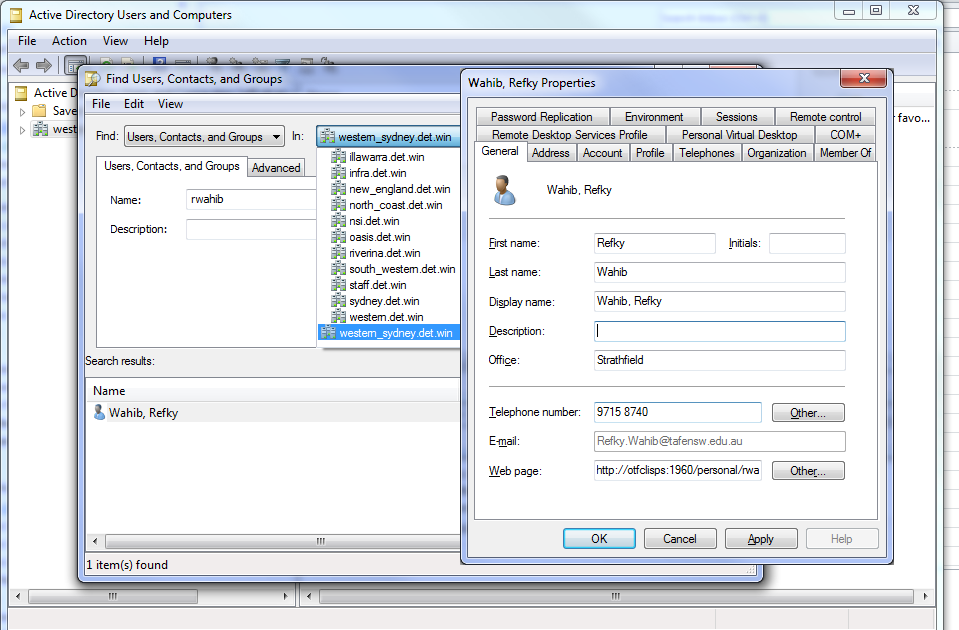 Active Directory Users and Computers
File Action View Help
Active D
Save
west
r favo...
Find Users, Contacts, and Groups
File Edit View
Find: Users, Contacts, and Groups In: western_sydney.det.win
illawarra.det.win
infra.det.win
new_england.det.win
north_coast.det.win
nsi.det.win
oasis.det.win
riverina.det.win
south_western.det.win
staff.det.win
sydney.det.win
western.det.win
western_sydney.det.win
Users, Contacts, and Groups Advanced
Name: rwahib
Description:
Search results:
Name
Wahib, Refky
1 item(s) found
Wahib, Refky Properties
Password Replication Environment Sessions Remote control
Remote Desktop Services Profile Personal Virtual Desktop COM+
General Address Account Profile Telephones Organization Member Of
Wahib, Refky
First name: Refky Initials:
Last name: Wahib
Display name: Wahib, Refky
Description:
Office: Strathfield
Telephone number: 9715 8740 Other...
E-mail: Refky.Wahib@tafensw.edu.au
Web page: http://otfclisps:1960/personal/rwa Other...
OK Cancel Apply Help